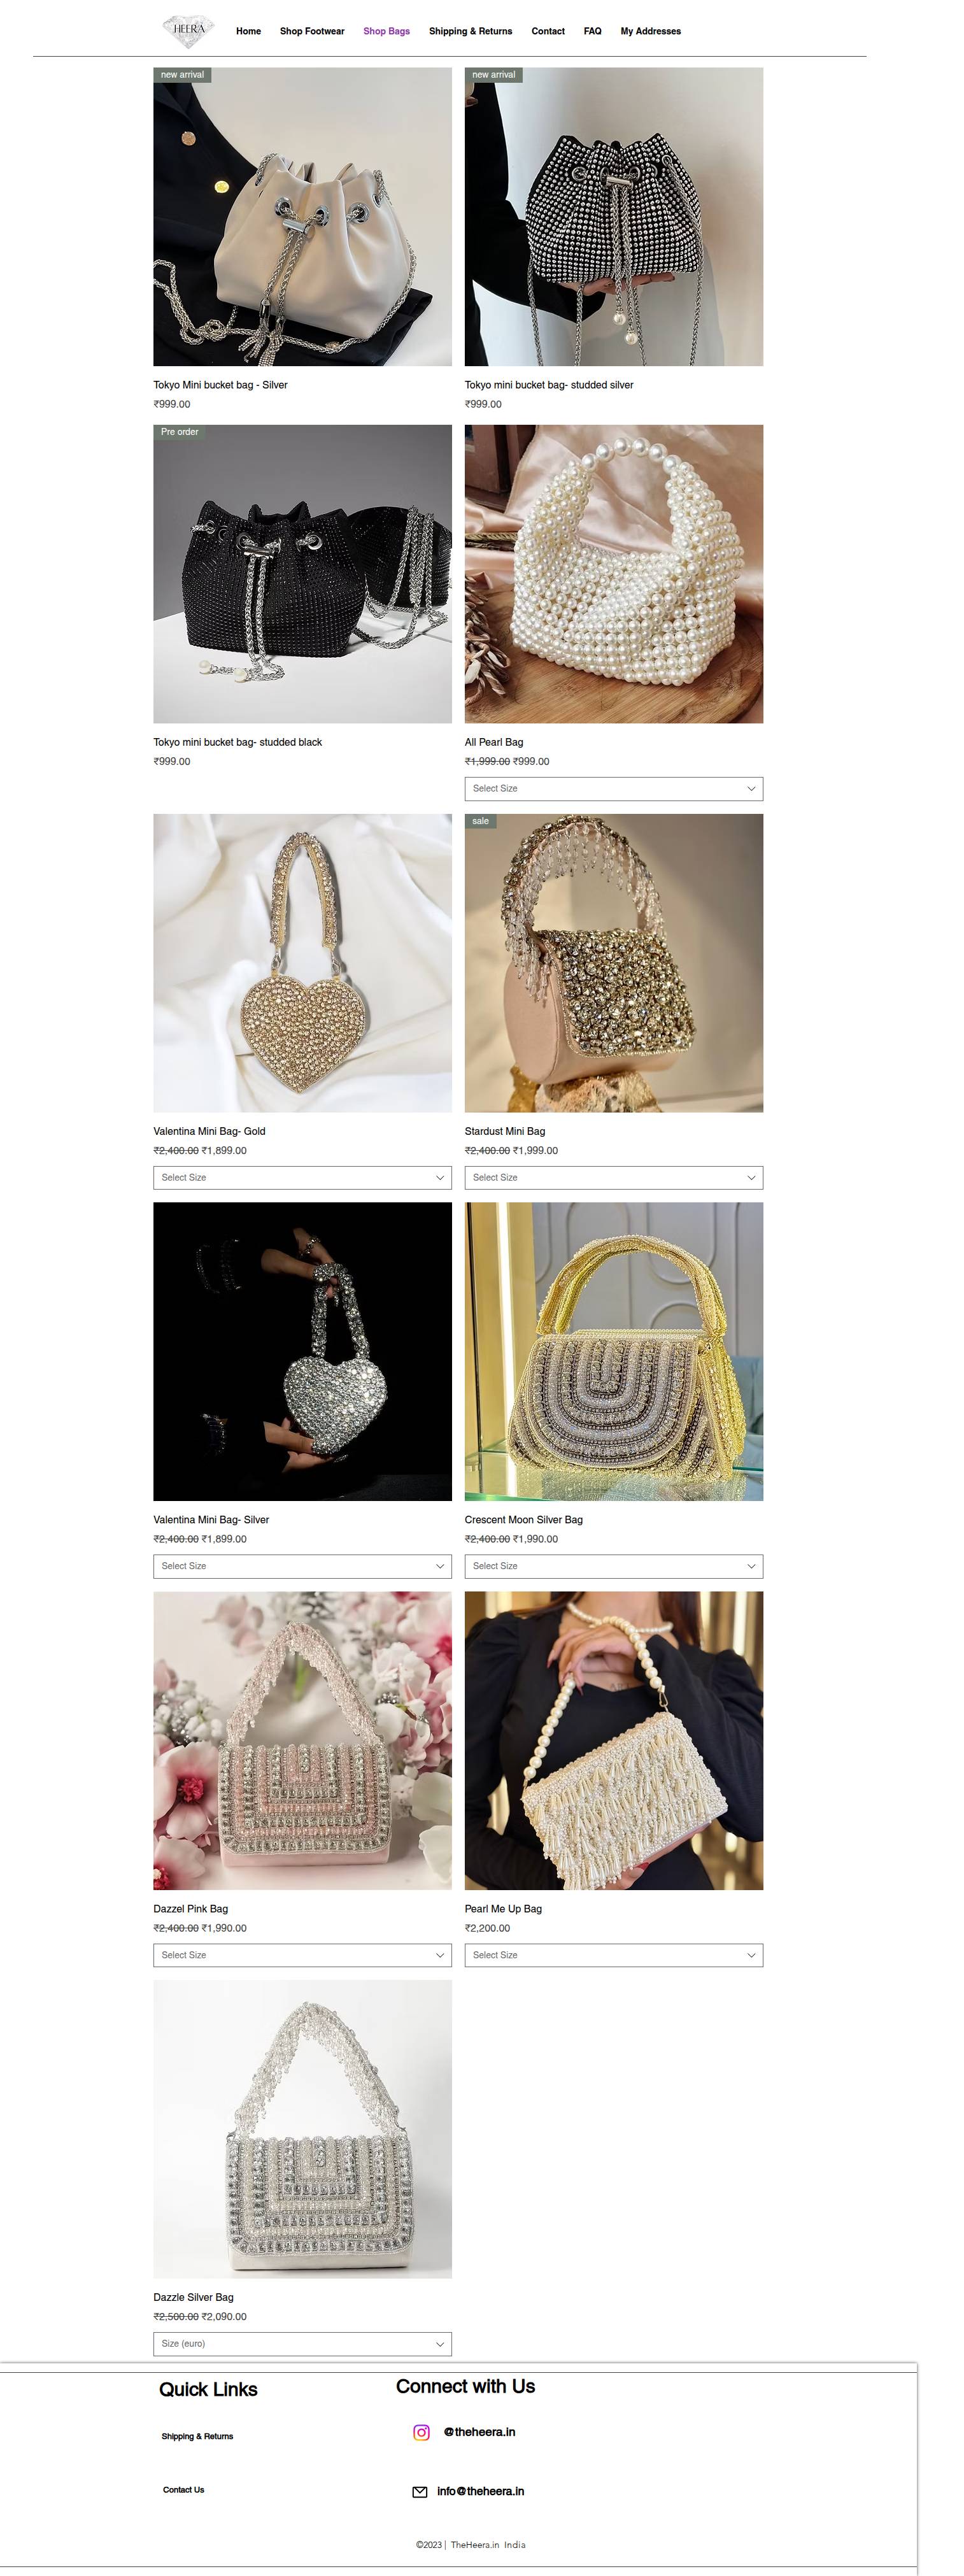 HEERA
Home Shop Footwear Shop Bags Shipping & Returns Contact FAQ My Addresses
new arrival
new arrival
Tokyo Mini bucket bag - Silver
₹999.00
Tokyo mini bucket bag- studded silver
₹999.00
Pre order
Tokyo mini bucket bag- studded black
₹999.00
All Pearl Bag
₹1,999.00 ₹999.00
Select Size
sale
Valentina Mini Bag- Gold
₹2,400.00 ₹1,899.00
Select Size
Stardust Mini Bag
₹2,400.00 ₹1,999.00
Select Size
Valentina Mini Bag- Silver
₹2,400.00 ₹1,899.00
Select Size
Crescent Moon Silver Bag
₹2,400.00 ₹1,990.00
Select Size
Dazzel Pink Bag
₹2,400.00 ₹1,990.00
Select Size
Pearl Me Up Bag
₹2,200.00
Select Size
Dazzle Silver Bag
₹2,500.00 ₹2,090.00
Size (euro)
Quick Links
Shipping & Returns
Contact Us
Connect with Us
@theheera.in
info@theheera.in
©2023 | TheHeera.in India